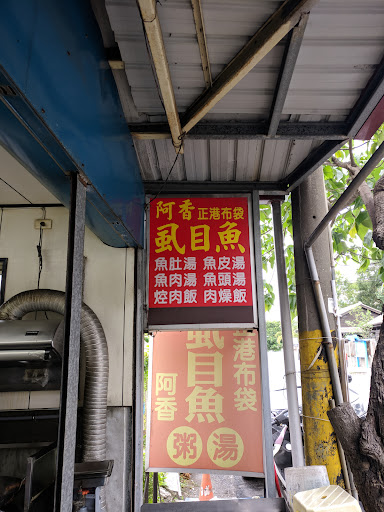 阿香 正港布袋
虱目魚
魚肚湯 魚皮湯
魚肉湯 魚頭湯
焢肉飯 肉燥飯
正港布袋
虱目魚
阿香
粥湯